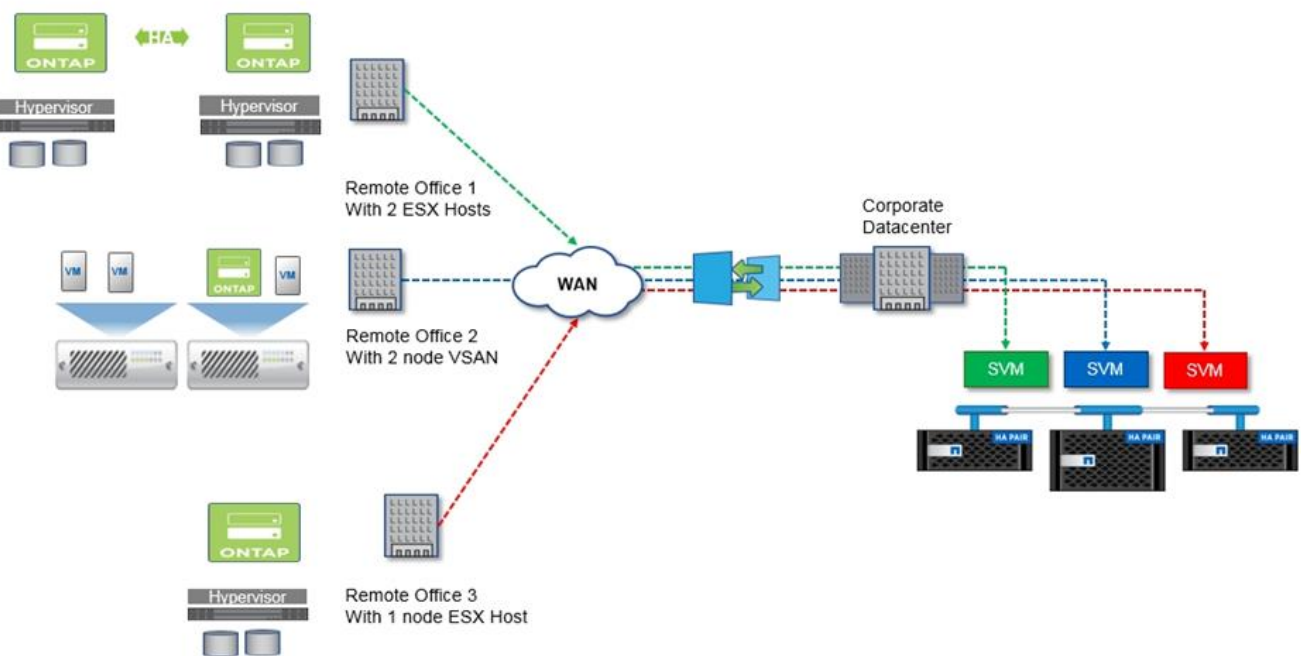 ONTAP
HA
ONTAP
Hypervisor
Hypervisor
Remote Office 1
With 2 ESX Hosts
VM
VM
ONTAP
VM
Remote Office 2
With 2 node VSAN
WAN
Corporate
Datacenter
SVM
SVM
SVM
HA PAIR
HA PAIR
HA PAIR
ONTAP
Hypervisor
Remote Office 3
With 1 node ESX Host